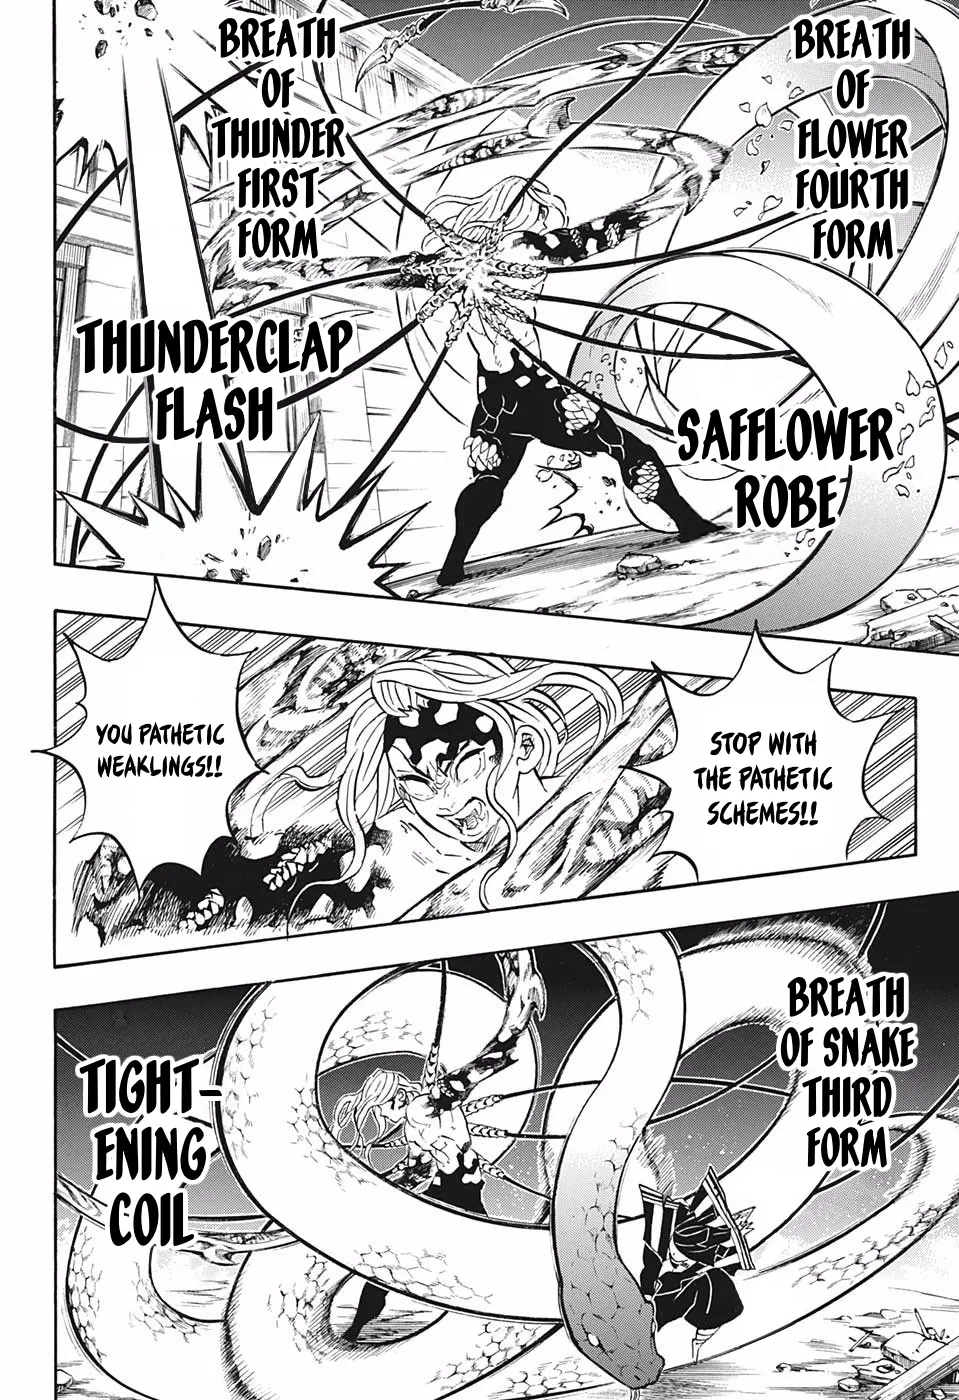 BREATH
OF
FLOWER
FOURTH
FORM
SAFFLOWER
ROBE
BREATH
OF
THUNDER
FIRST
FORM
THUNDERCLAP
FLASH
STOP WITH
THE PATHETIC
SCHEMES!!
YOU PATHETIC
WEAKLINGS!!
BREATH
OF SNAKE
THIRD
FORM
TIGHT-
ENING
COIL